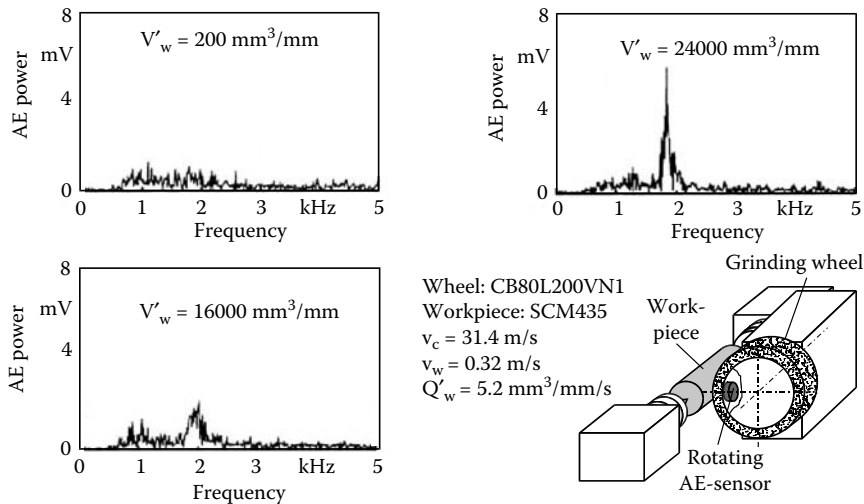 8
mV
4
0
AE power
V′w = 200 mm³/mm
0 1 2 3 kHz 5
Frequency
8
mV
4
0
AE power
V′w = 24000 mm³/mm
0 1 2 3 kHz 5
Frequency
8
mV
4
0
AE power
V′w = 16000 mm³/mm
0 1 2 3 kHz 5
Frequency
Wheel: CB80L200VN1
Workpiece: SCM435
vc = 31.4 m/s
vw = 0.32 m/s
Q′w = 5.2 mm³/mm/s
Grinding wheel
Work-
piece
Rotating
AE-sensor